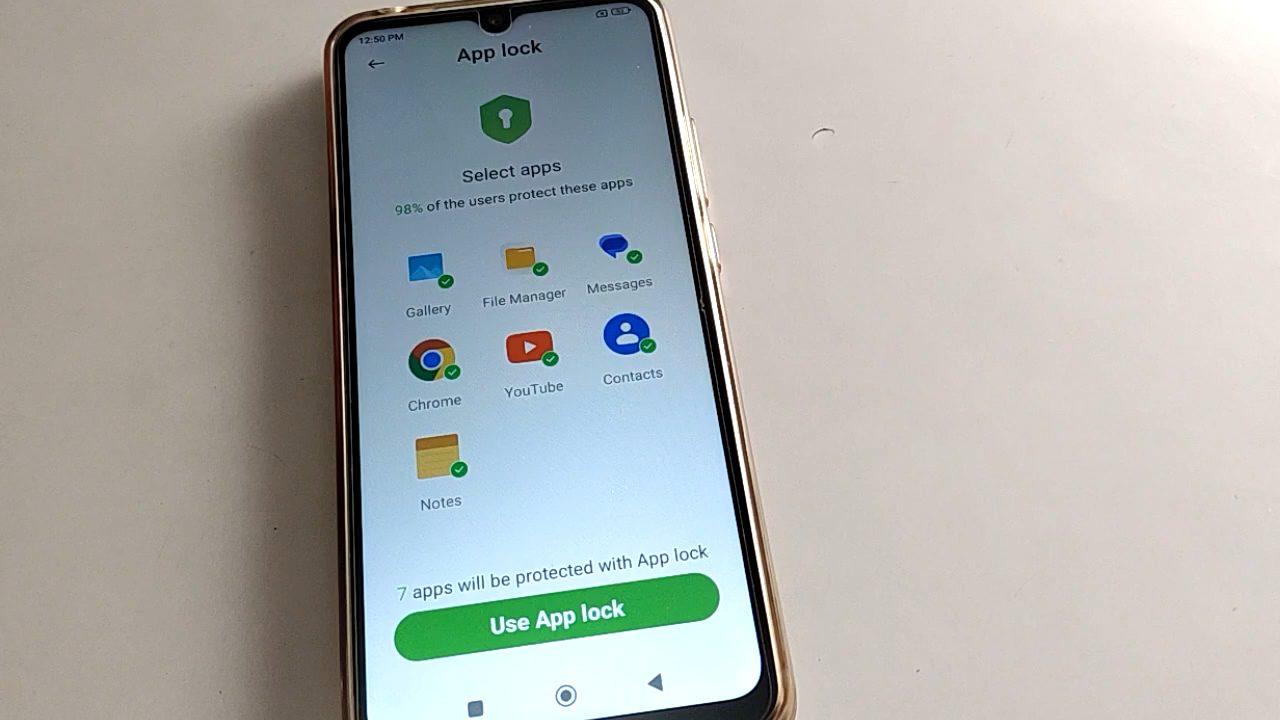 12:50 PM
App lock
Select apps
98% of the users protect these apps
Gallery File Manager Messages
Chrome YouTube Contacts
Notes
7 apps will be protected with App lock
Use App lock